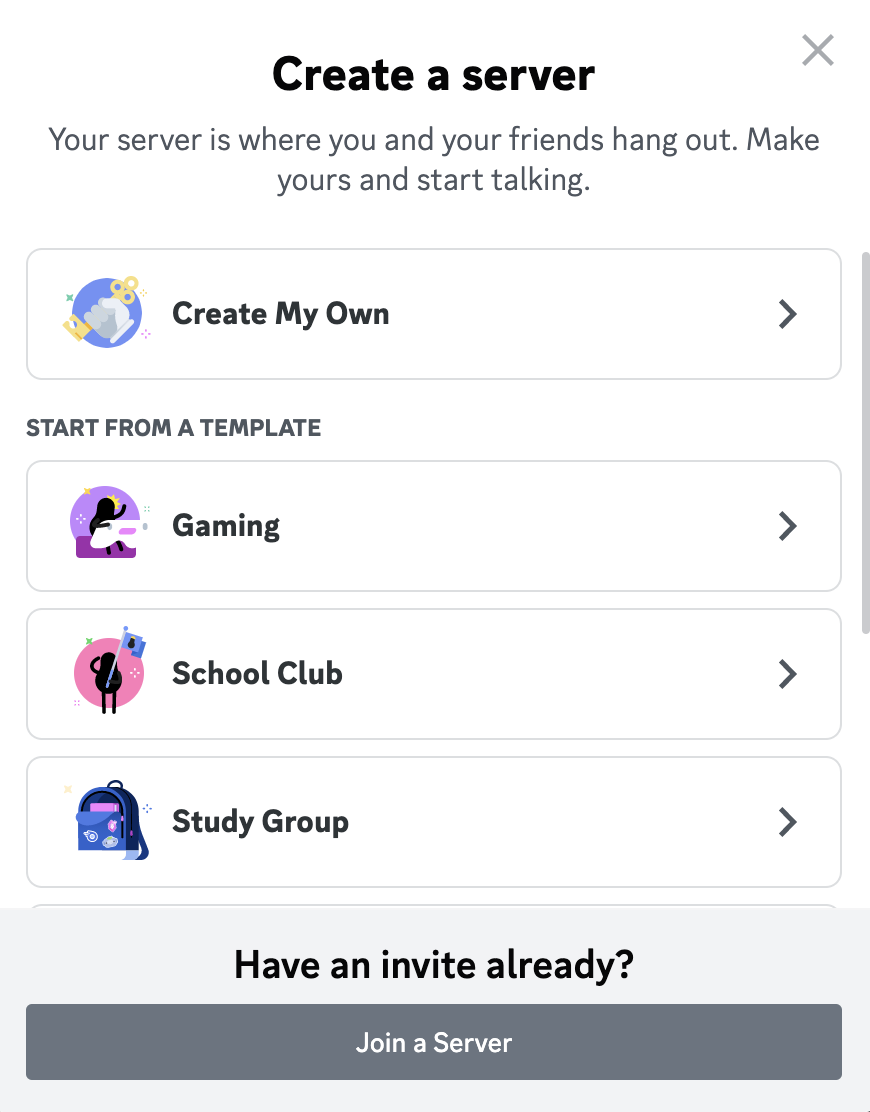 Create a server
Your server is where you and your friends hang out. Make
yours and start talking.
Create My Own
START FROM A TEMPLATE
Gaming
School Club
Study Group
Have an invite already?
Join a Server